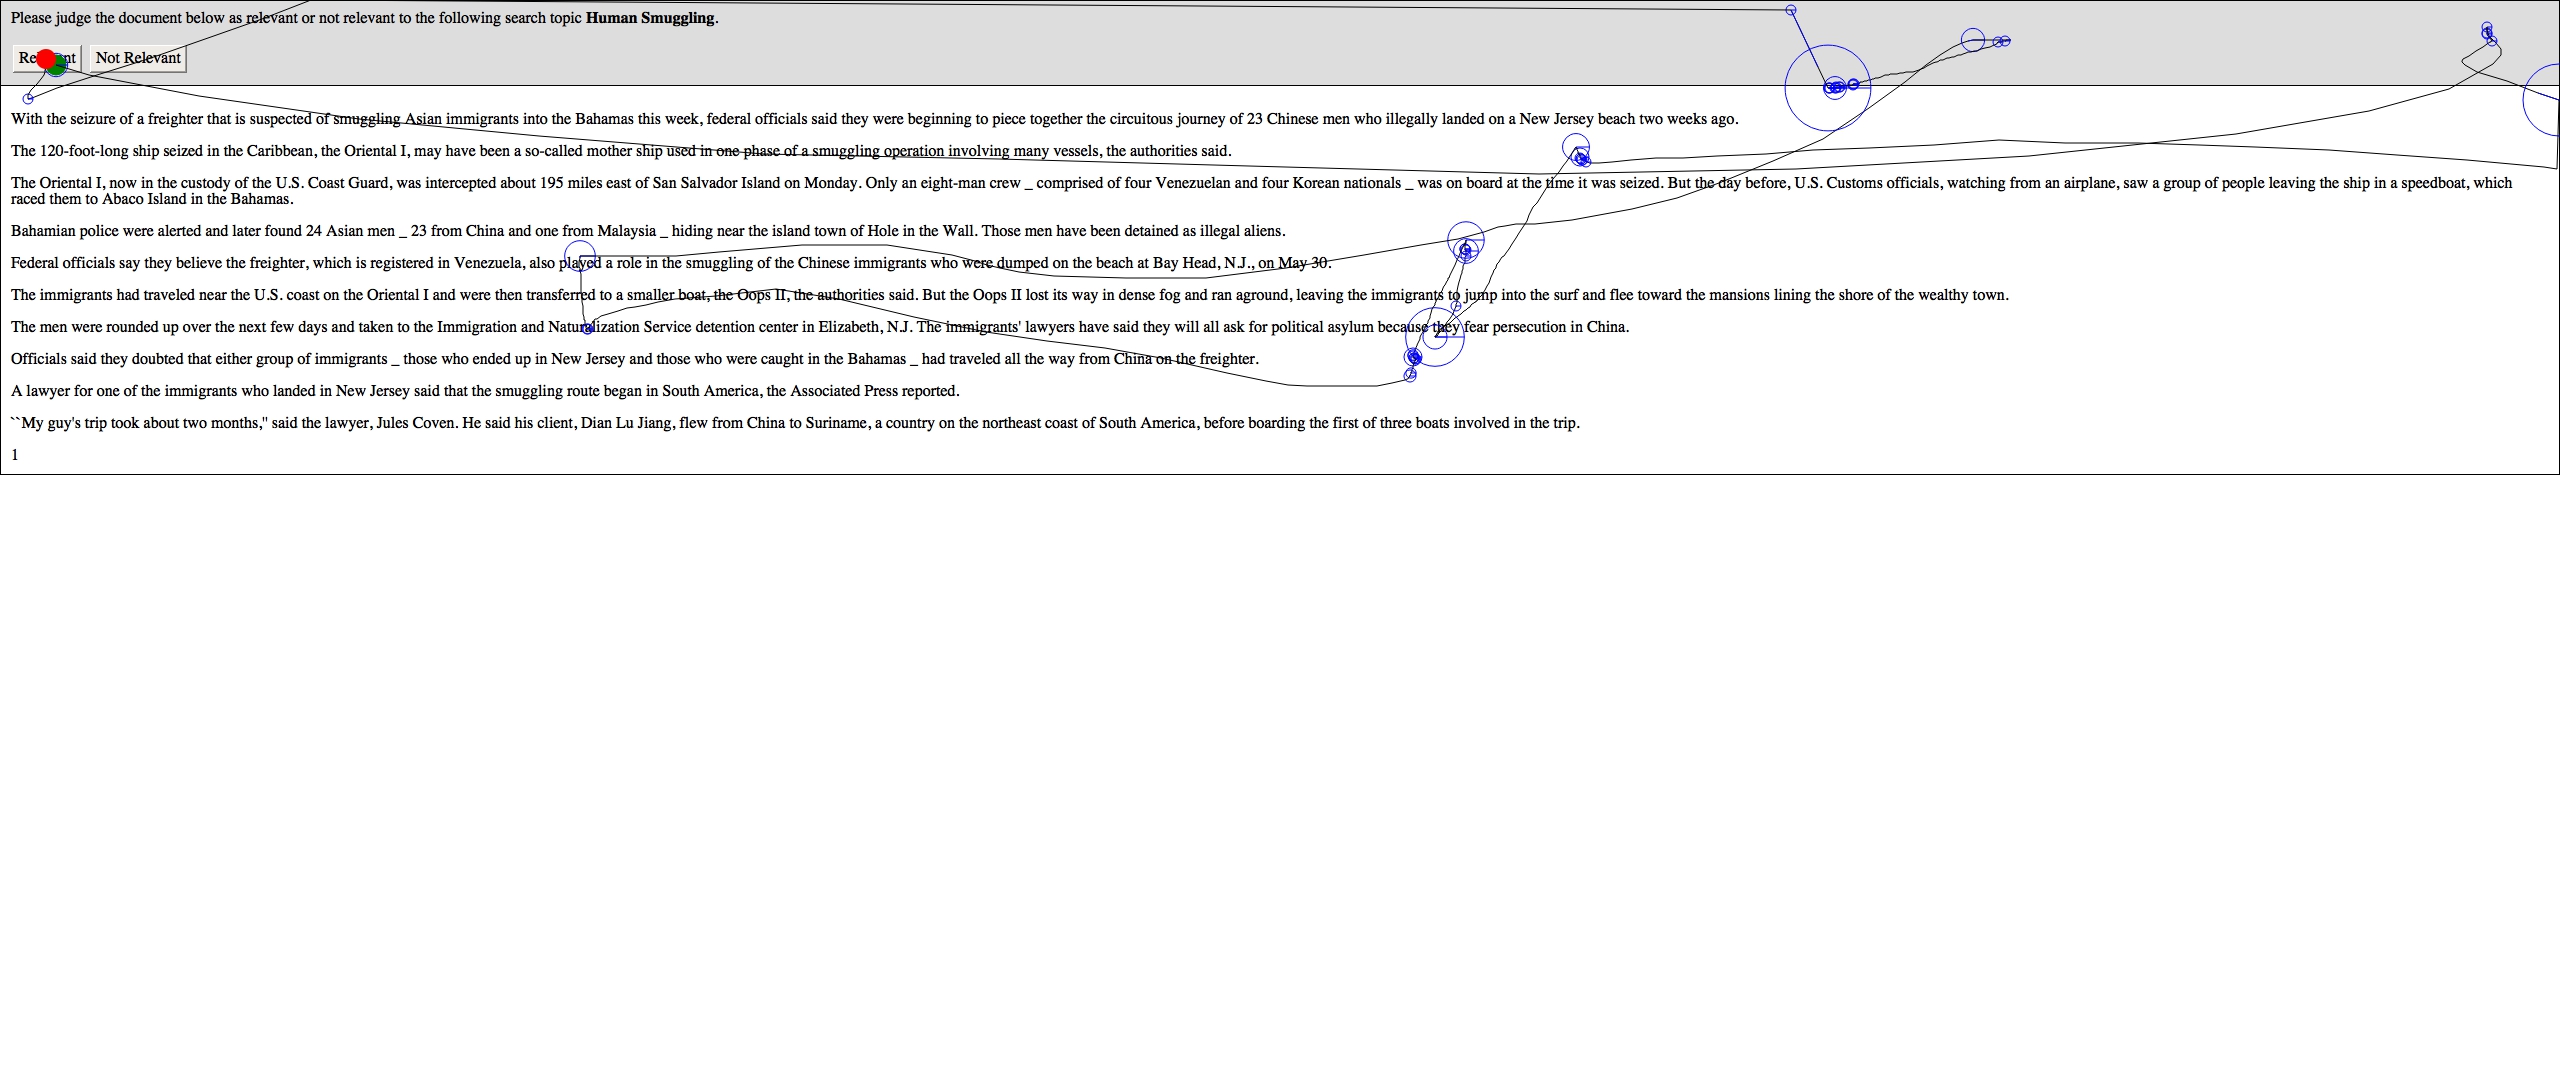 Please judge the document below as relevant or not relevant to the following search topic Human Smuggling.
Not Relevant
With the seizure of a freighter that is suspected of smuggling Asian immigrants into the Bahamas this week, federal officials said they were beginning to piece together the circuitous journey of 23 Chinese men who illegally landed on a New Jersey beach two weeks ago.
The 120-foot-long ship seized in the Caribbean, the Oriental I, may have been a so-called mother ship used in one phase of a smuggling operation involving many vessels, the authorities said.
The Oriental I, now in the custody of the U.S. Coast Guard, was intercepted about 195 miles east of San Salvador Island on Monday. Only an eight-man crew _ comprised of four Venezuelan and four Korean nationals _ was on board at the time it was seized. But the day before, U.S. Customs officials, watching from an airplane, saw a group of people leaving the ship in a speedboat, which
raced them to Abaco Island in the Bahamas.
Bahamian police were alerted and later found 24 Asian men _ 23 from China and one from Malaysia _ hiding near the island town of Hole in the Wall. Those men have been detained as illegal aliens.
Federal officials say they believe the freighter, which is registered in Venezuela, also played a role in the smuggling of the Chinese immigrants who were dumped on the beach at Bay Head, N.J., on May 30.
The immigrants had traveled near the U.S. coast on the Oriental I and were then transferred to a smaller boat, the Oops II, the authorities said. But the Oops II lost its way in dense fog and ran aground, leaving the immigrants to jump into the surf and flee toward the mansions lining the shore of the wealthy town.
The men were rounded up over the next few days and taken to the Immigration and Naturalization Service detention center in Elizabeth, N.J. The immigrants' lawyers have said they will all ask for political asylum because they fear persecution in China.
Officials said they doubted that either group of immigrants _ those who ended up in New Jersey and those who were caught in the Bahamas _ had traveled all the way from China on the freighter.
A lawyer for one of the immigrants who landed in New Jersey said that the smuggling route began in South America, the Associated Press reported.
``My guy's trip took about two months,'' said the lawyer, Jules Coven. He said his client, Dian Lu Jiang, flew from China to Suriname, a country on the northeast coast of South America, before boarding the first of three boats involved in the trip.
1